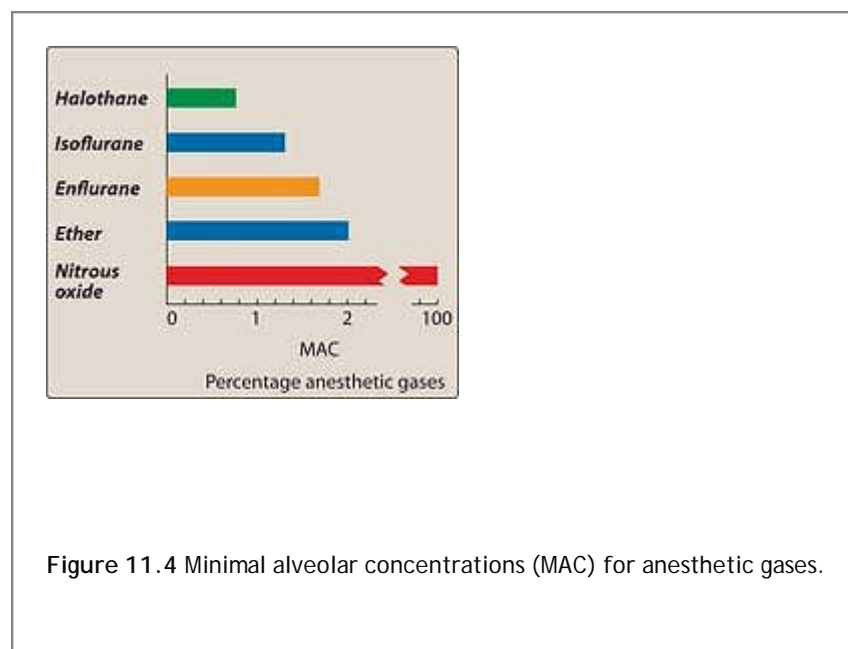 Halothane
Isoflurane
Enflurane
Ether
Nitrous
oxide
0 1 2 100
MAC
Percentage anesthetic gases
Figure 11.4 Minimal alveolar concentrations (MAC) for anesthetic gases.